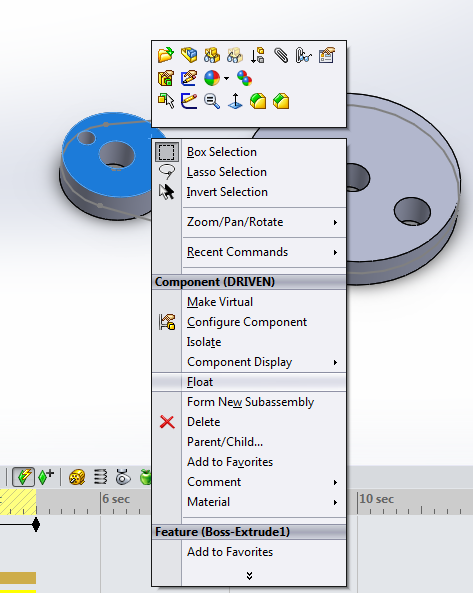 Box Selection
Lasso Selection
Invert Selection
Zoom/Pan/Rotate
Recent Commands
Component (DRIVEN)
Make Virtual
Configure Component
Isolate
Component Display
Float
Form New Subassembly
Delete
Parent/Child...
Add to Favorites
Comment
Material
6 sec
10 sec
Feature (Boss-Extrude1)
Add to Favorites